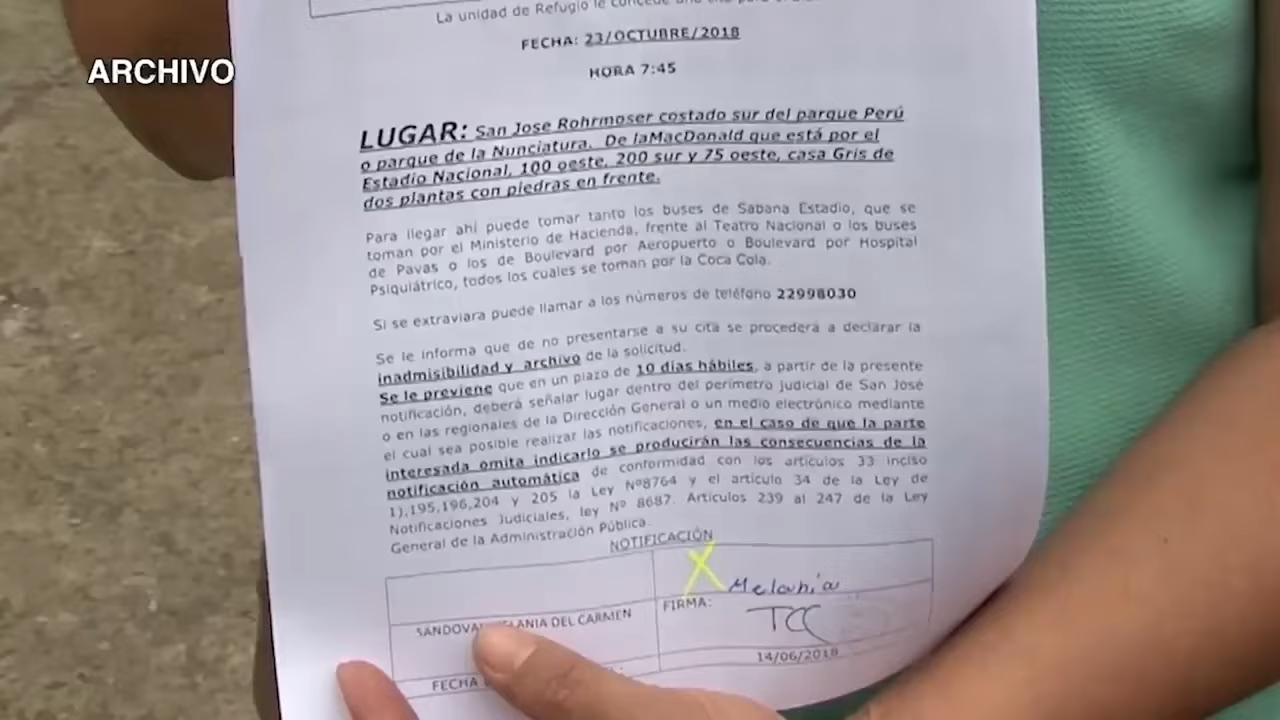 La unidad de Refugio le concede una cita para el
FECHA: 23/OCTUBRE/2018
ARCHIVO
HORA 7:45
LUGAR: San Jose Rohrmoser costado sur del parque Perú
o parque de la Nunciatura. De laMacDonald que está por el
Estadio Nacional, 100 oeste, 200 sur y 75 oeste, casa Gris de
dos plantas con piedras en frente.
Para llegar ahí puede tomar tanto los buses de Sabana Estadio, que se
toman por el Ministerio de Hacienda, frente al Teatro Nacional o los buses
de Pavas o los de Boulevard por Aeropuerto o Boulevard por Hospital
Psiquiátrico, todos los cuales se toman por la Coca Cola.
Si se extraviara puede llamar a los números de teléfono 22998030
Se le informa que de no presentarse a su cita se procederá a declarar la
inadmisibilidad y archivo de la solicitud.
Se le previene que en un plazo de 10 días hábiles, a partir de la presente
notificación, deberá señalar lugar dentro del perímetro judicial de San José
o en las regionales de la Dirección General o un medio electrónico mediante
el cual sea posible realizar las notificaciones, en el caso de que la parte
interesada omita indicarlo se producirán las consecuencias de la
notificación automática de conformidad con los artículos 33 inciso
1),195,196,204 y 205 la Ley Nº8764 y el artículo 34 de la Ley de
Notificaciones Judiciales, ley Nº 8687. Artículos 239 al 247 de la Ley
General de la Administración Pública.
NOTIFICACIÓN
X Melania
SANDOVAL DEL CARMEN
FIRMA:
TCC
FECHA
14/06/2018